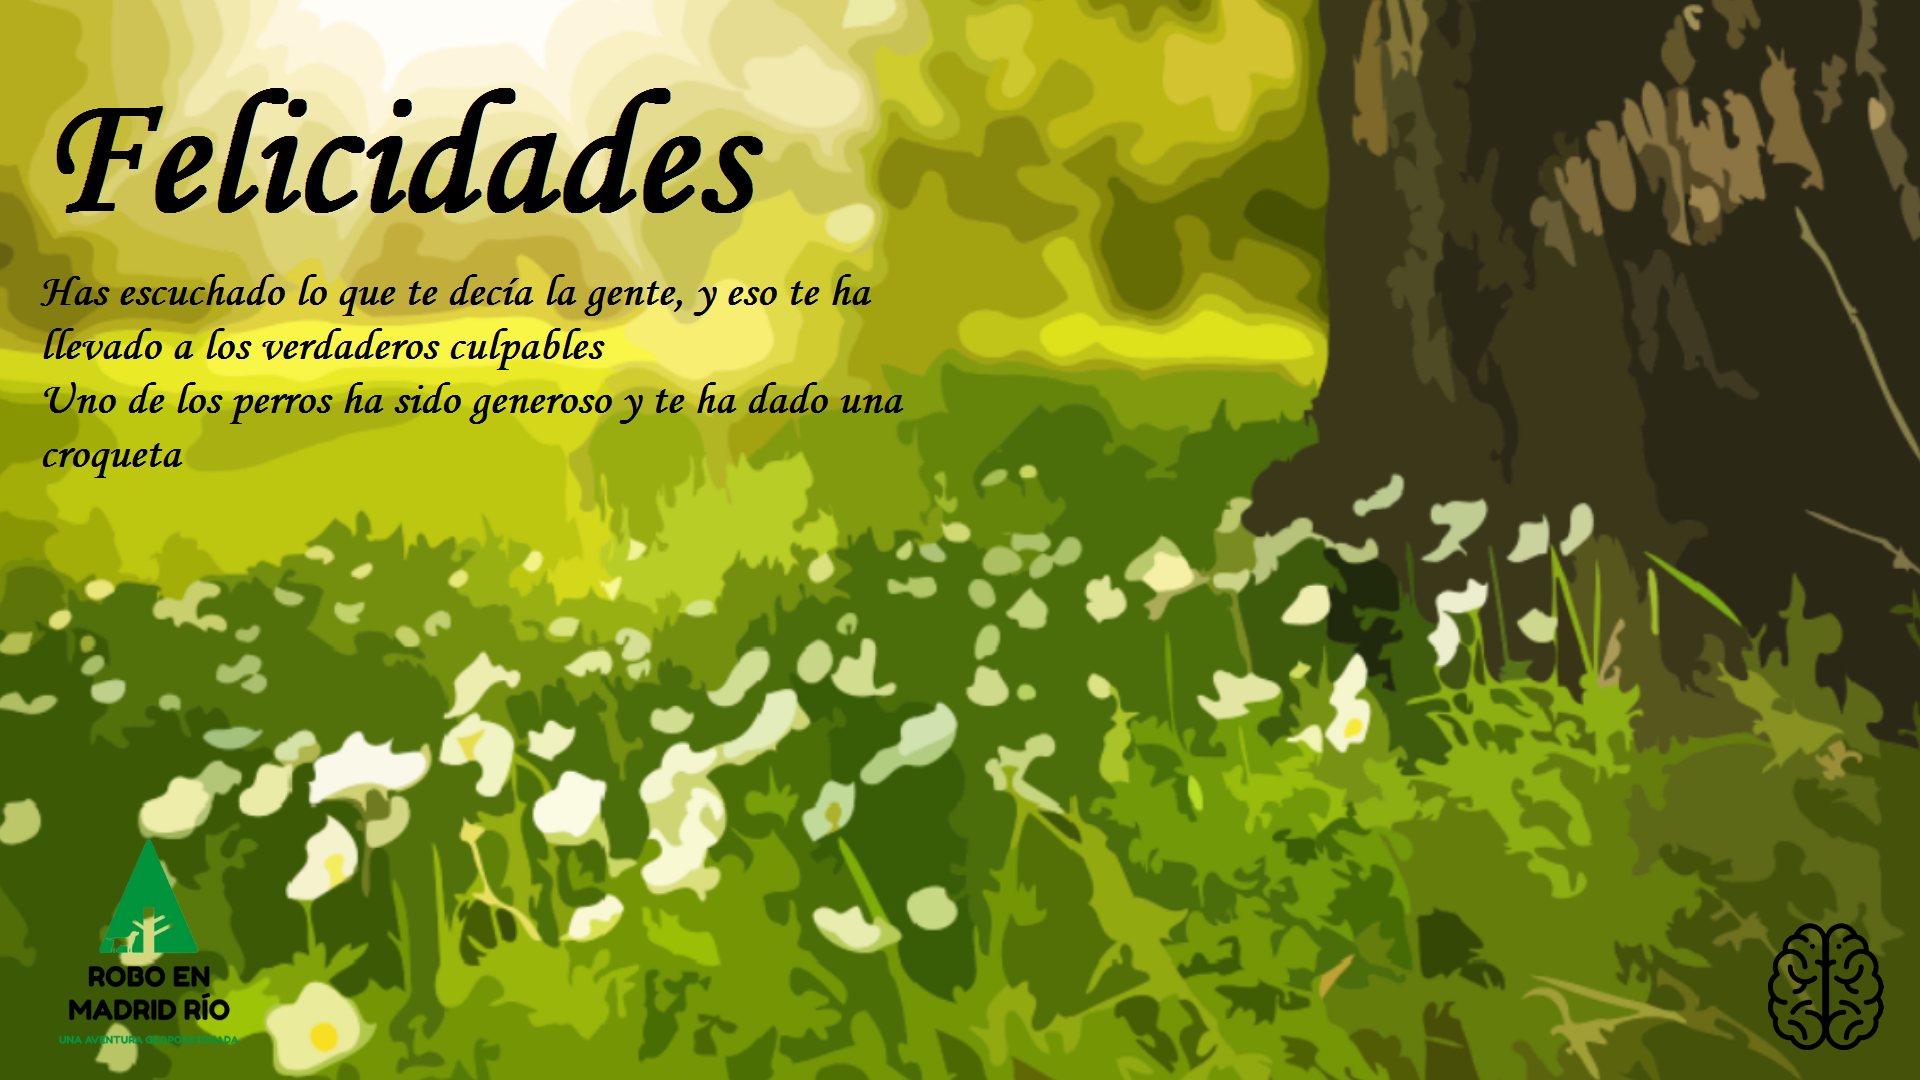 Felicidades
Has escuchado lo que te decía la gente, y eso te ha
llevado a los verdaderos culpables
Uno de los perros ha sido generoso y te ha dado una
croqueta
ROBO EN
MADRID RÍO
UNA AVENTURA GEOPOSICIONADA